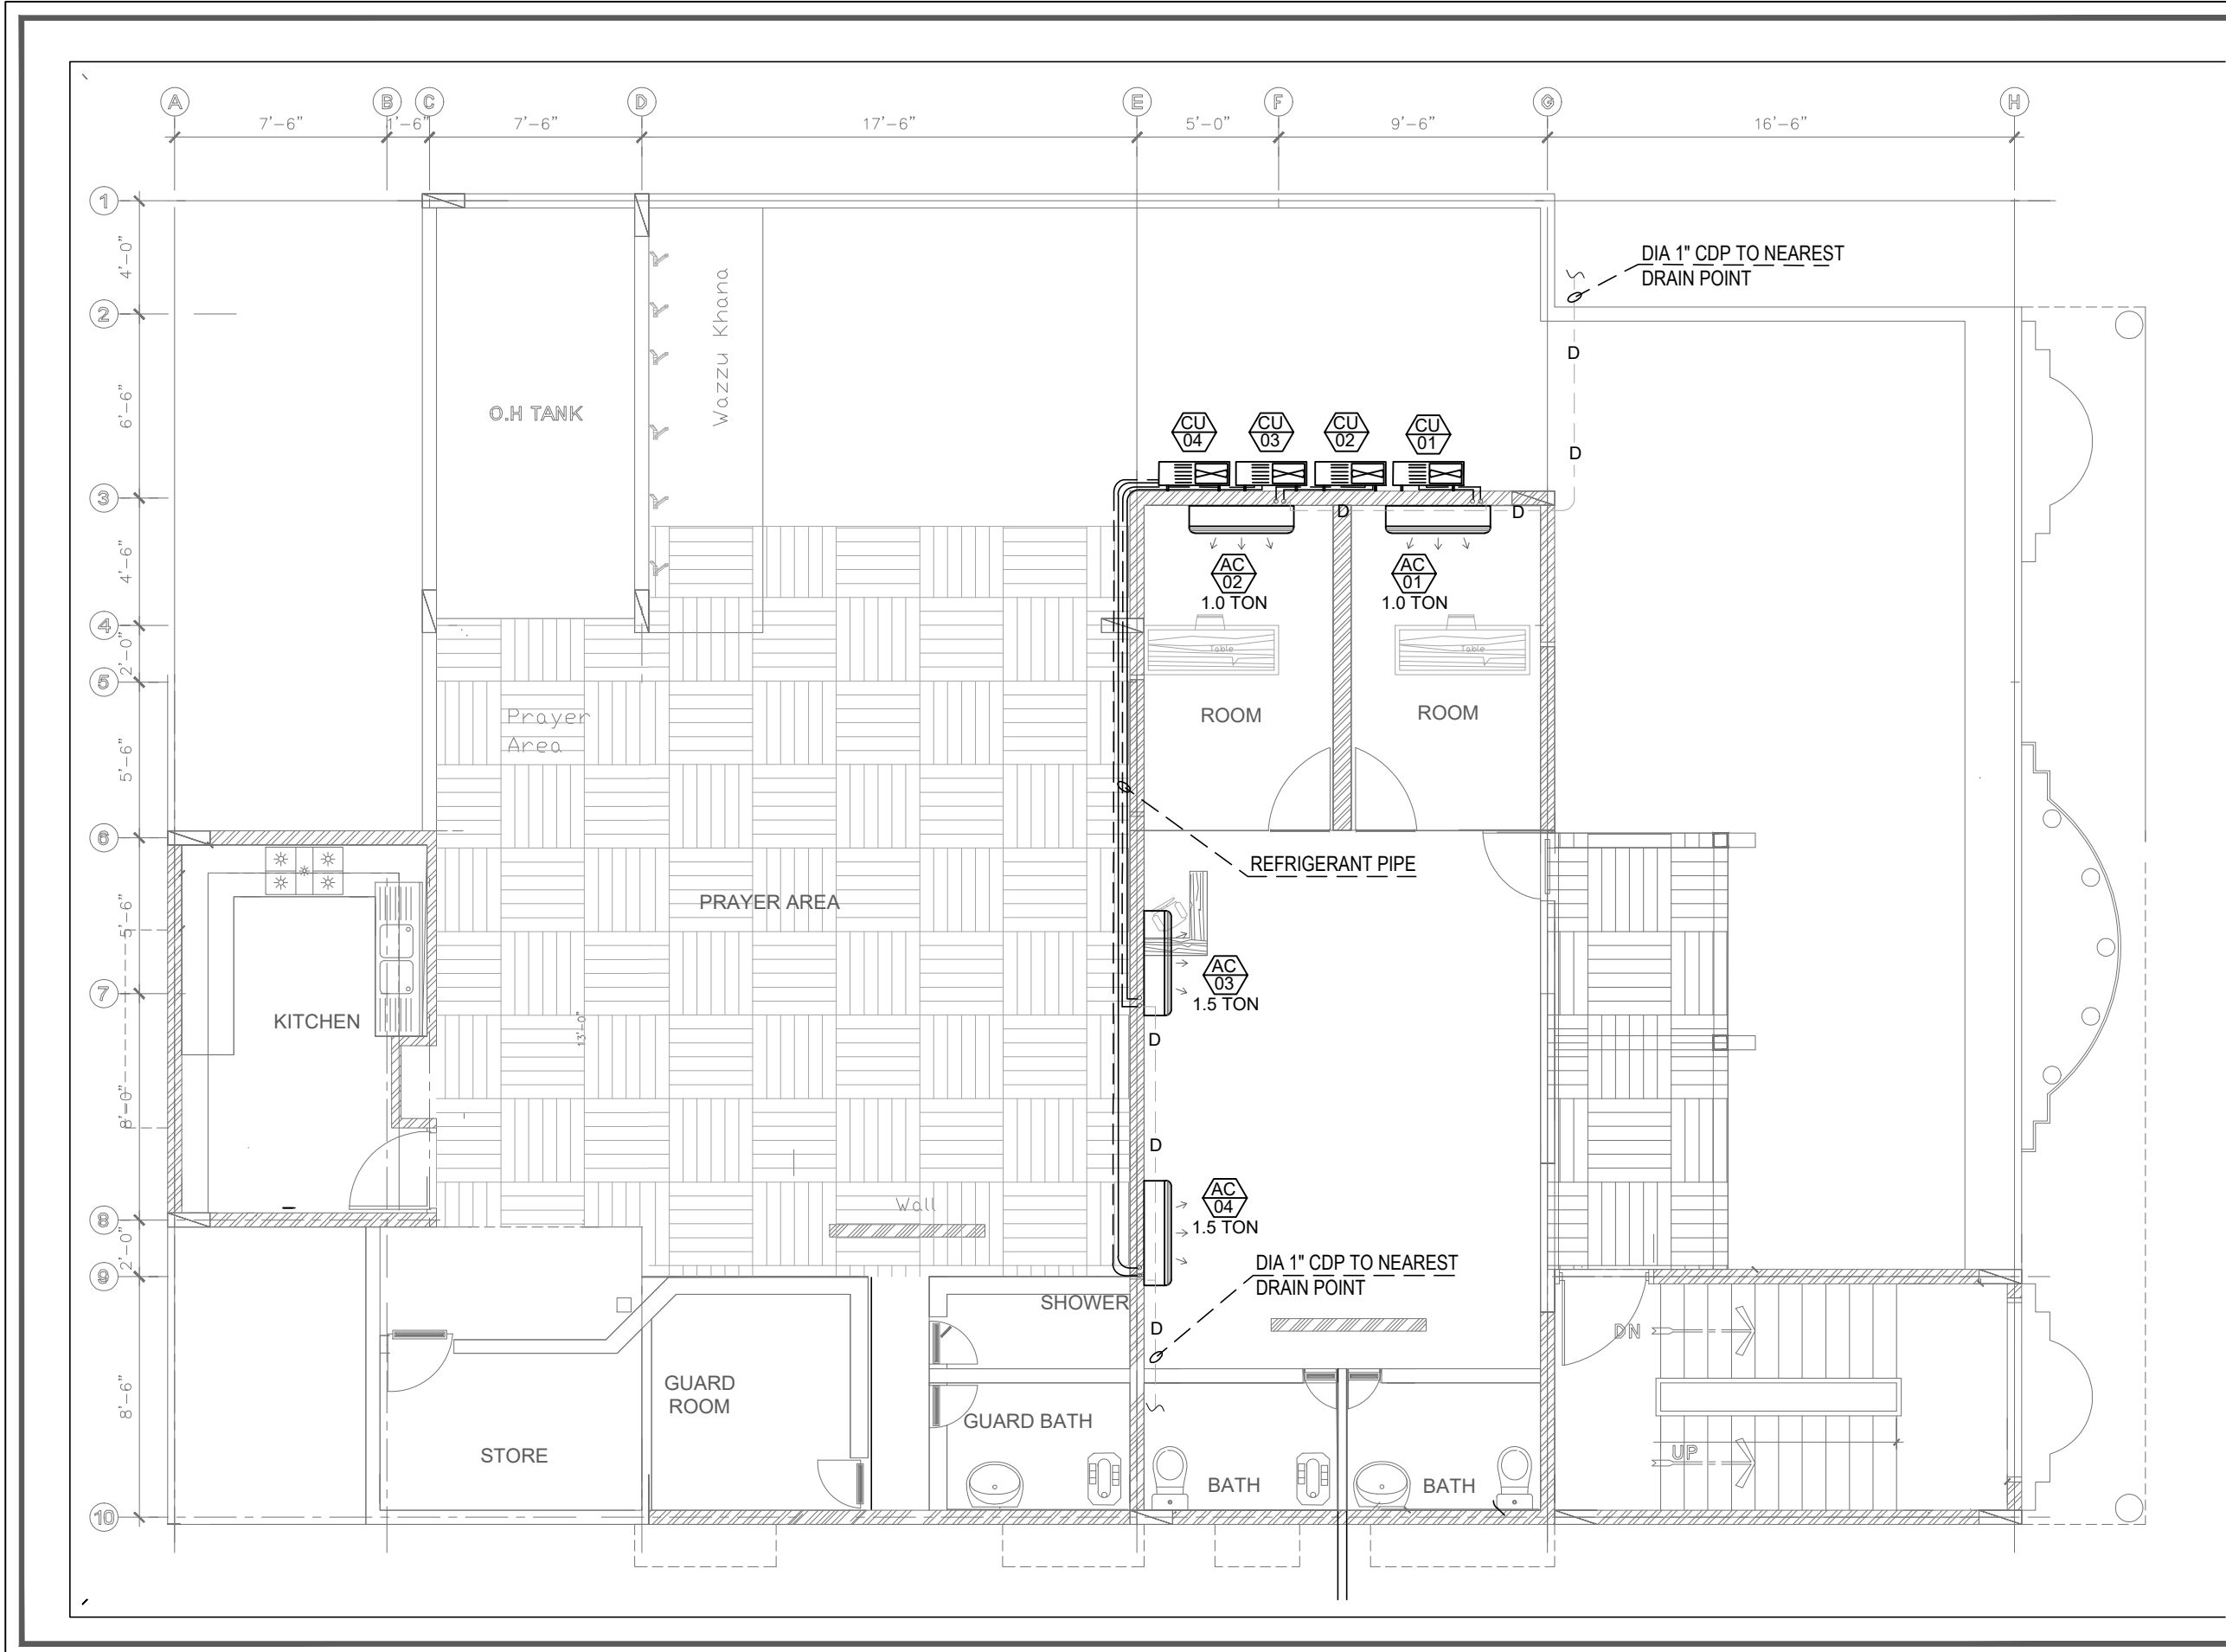 A B C D E F G H
7'-6" 1'-6" 7'-6" 17'-6" 5'-0" 9'-6" 16'-6"
1
4'-0"
DIA 1" CDP TO NEAREST
DRAIN POINT
2
Wazzu Khana
D
6'-6"
O.H TANK
CU
04
CU
03
CU
02
CU
01
D
3
D
D
4'-6"
AC
02
1.0 TON
AC
01
1.0 TON
4
2'-0"
Table
Table
5
Prayer
Area
ROOM
ROOM
5'-6"
6
REFRIGERANT PIPE
PRAYER AREA
5'-6"
AC
03
1.5 TON
7
KITCHEN
13'-0"
D
8'-0"
D
Wall
AC
04
1.5 TON
8
2'-0"
9
DIA 1" CDP TO NEAREST
DRAIN POINT
SHOWER
D
DN
GUARD
ROOM
8'-6"
GUARD BATH
STORE
UP
BATH
BATH
10